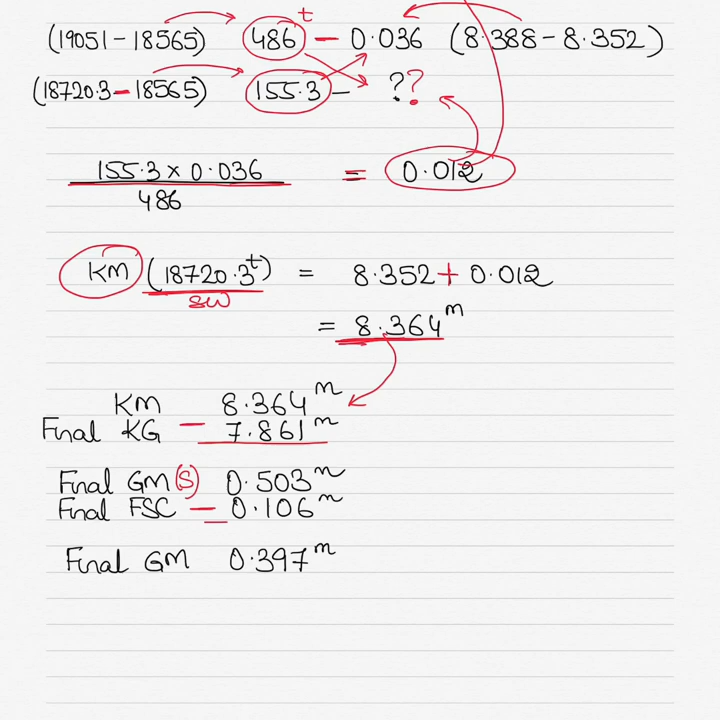 (19051-18565) 486 t - 0.036 (8.388-8.352)
(18720.3-18565) 155.3 - ??
155.3 x 0.036 = 0.012
486
KM (18720.3t) = 8.352 + 0.012
SW
= 8.364 m
KM 8.364 m
Final KG - 7.861 m
Final GM (S) 0.503 m
Final FSC - 0.106 m
Final GM 0.397 m